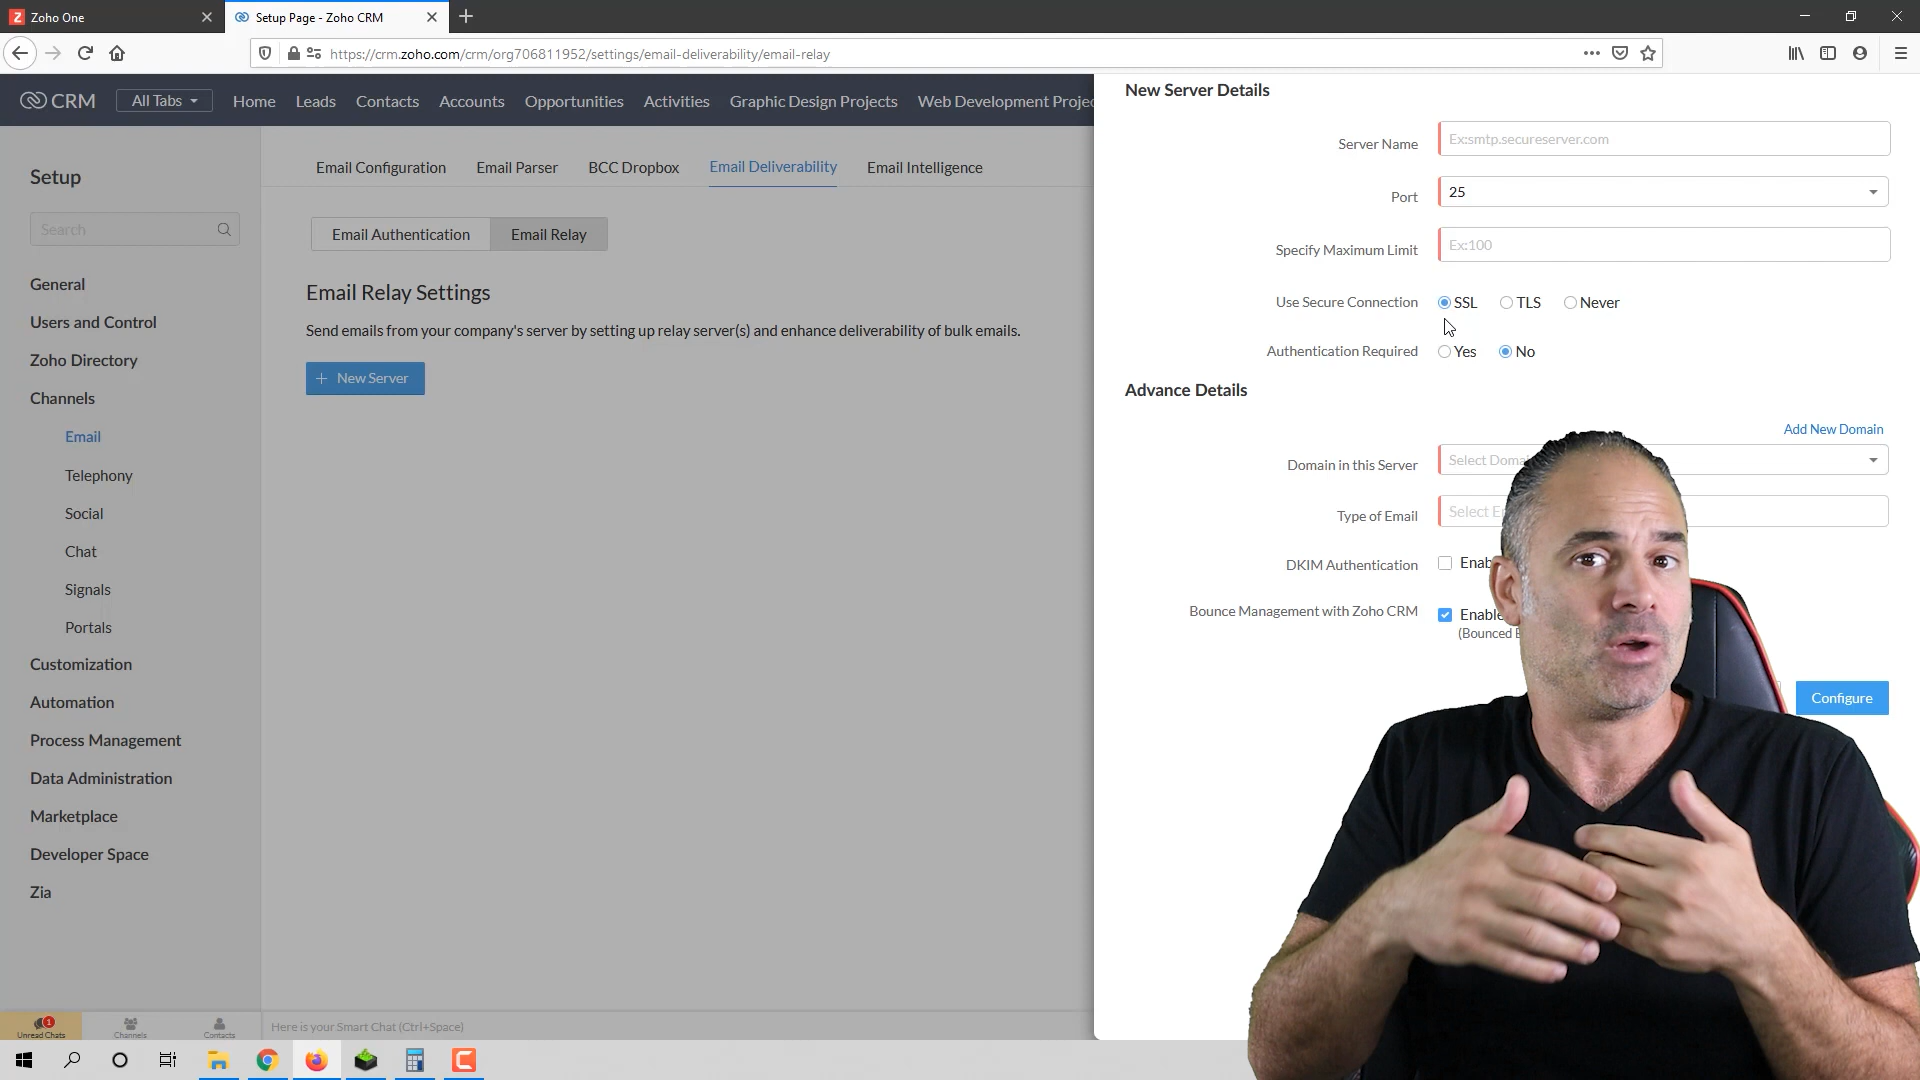 Zoho One
Setup Page - Zoho CRM
https://crm.zoho.com/crm/org706811952/settings/email-deliverability/email-relay
CRM
All Tabs
Home
Leads
Contacts
Accounts
Opportunities
Activities
Graphic Design Projects
Web Development Projec
Setup
Search
General
Users and Control
Zoho Directory
Channels
Email
Telephony
Social
Chat
Signals
Portals
Customization
Automation
Process Management
Data Administration
Marketplace
Developer Space
Zia
Email Configuration
Email Parser
BCC Dropbox
Email Deliverability
Email Intelligence
Email Authentication
Email Relay
Email Relay Settings
Send emails from your company's server by setting up relay server(s) and enhance deliverability of bulk emails.
+ New Server
New Server Details
Server Name
Ex:smtp.secureserver.com
Port
25
Specify Maximum Limit
Ex:100
Use Secure Connection
SSL
TLS
Never
Authentication Required
Yes
No
Advance Details
Add New Domain
Domain in this Server
Select Doma
Type of Email
Select E
DKIM Authentication
Enab
Bounce Management with Zoho CRM
Enable
(Bounced
Configure
1
Unread Chats
Channels
Contacts
Here is your Smart Chat (Ctrl+Space)